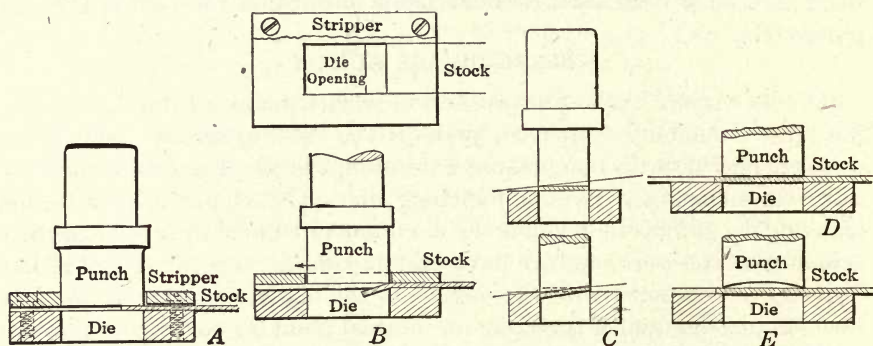 Stripper
Die
Opening
Stock
Punch
Stripper
Stock
Die
A
Punch
Stock
Die
B
C
Punch
Stock
Die
D
Punch
Stock
Die
E